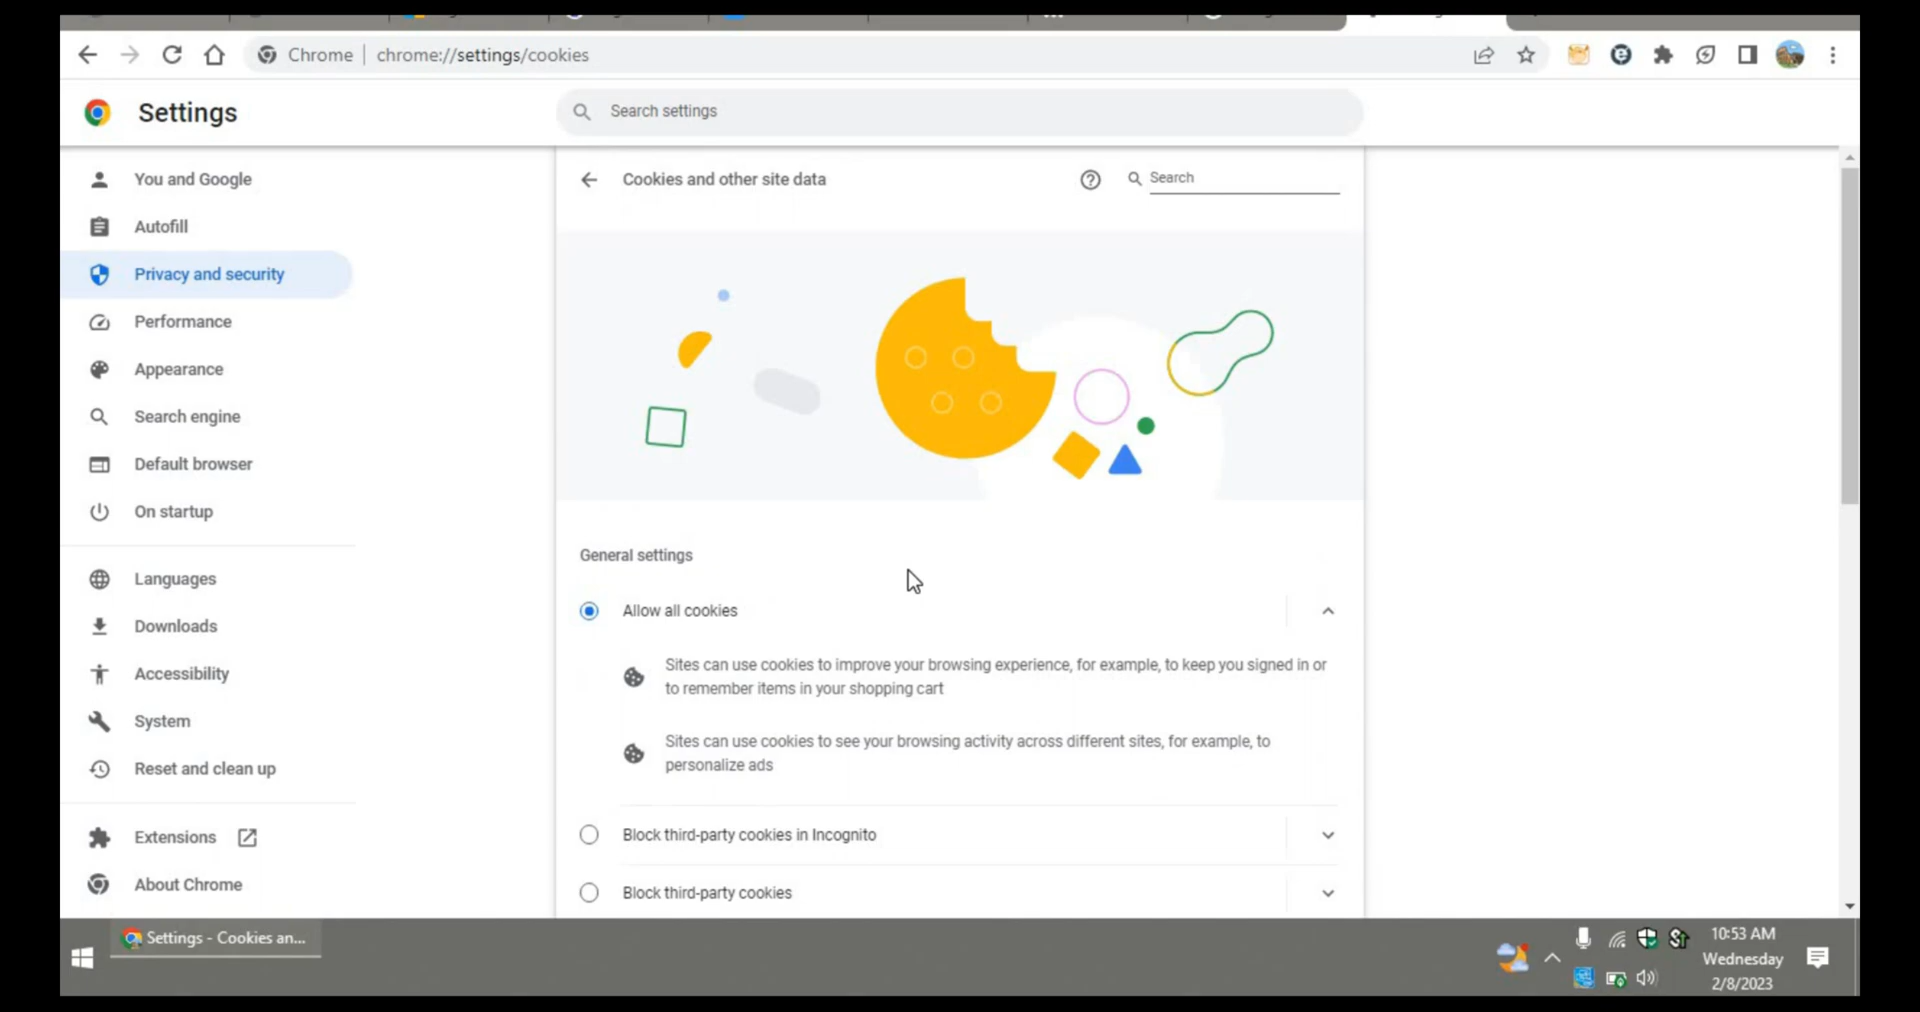 Chrome | chrome://settings/cookies
Settings
Search settings
You and Google
Autofill
Privacy and security
Performance
Appearance
Search engine
Default browser
On startup
Languages
Downloads
Accessibility
System
Reset and clean up
Extensions
About Chrome
Cookies and other site data
Search
General settings
Allow all cookies
Sites can use cookies to improve your browsing experience, for example, to keep you signed in or
to remember items in your shopping cart
Sites can use cookies to see your browsing activity across different sites, for example, to
personalize ads
Block third-party cookies in Incognito
Block third-party cookies
Settings - Cookies an...
10:53 AM
Wednesday
2/8/2023